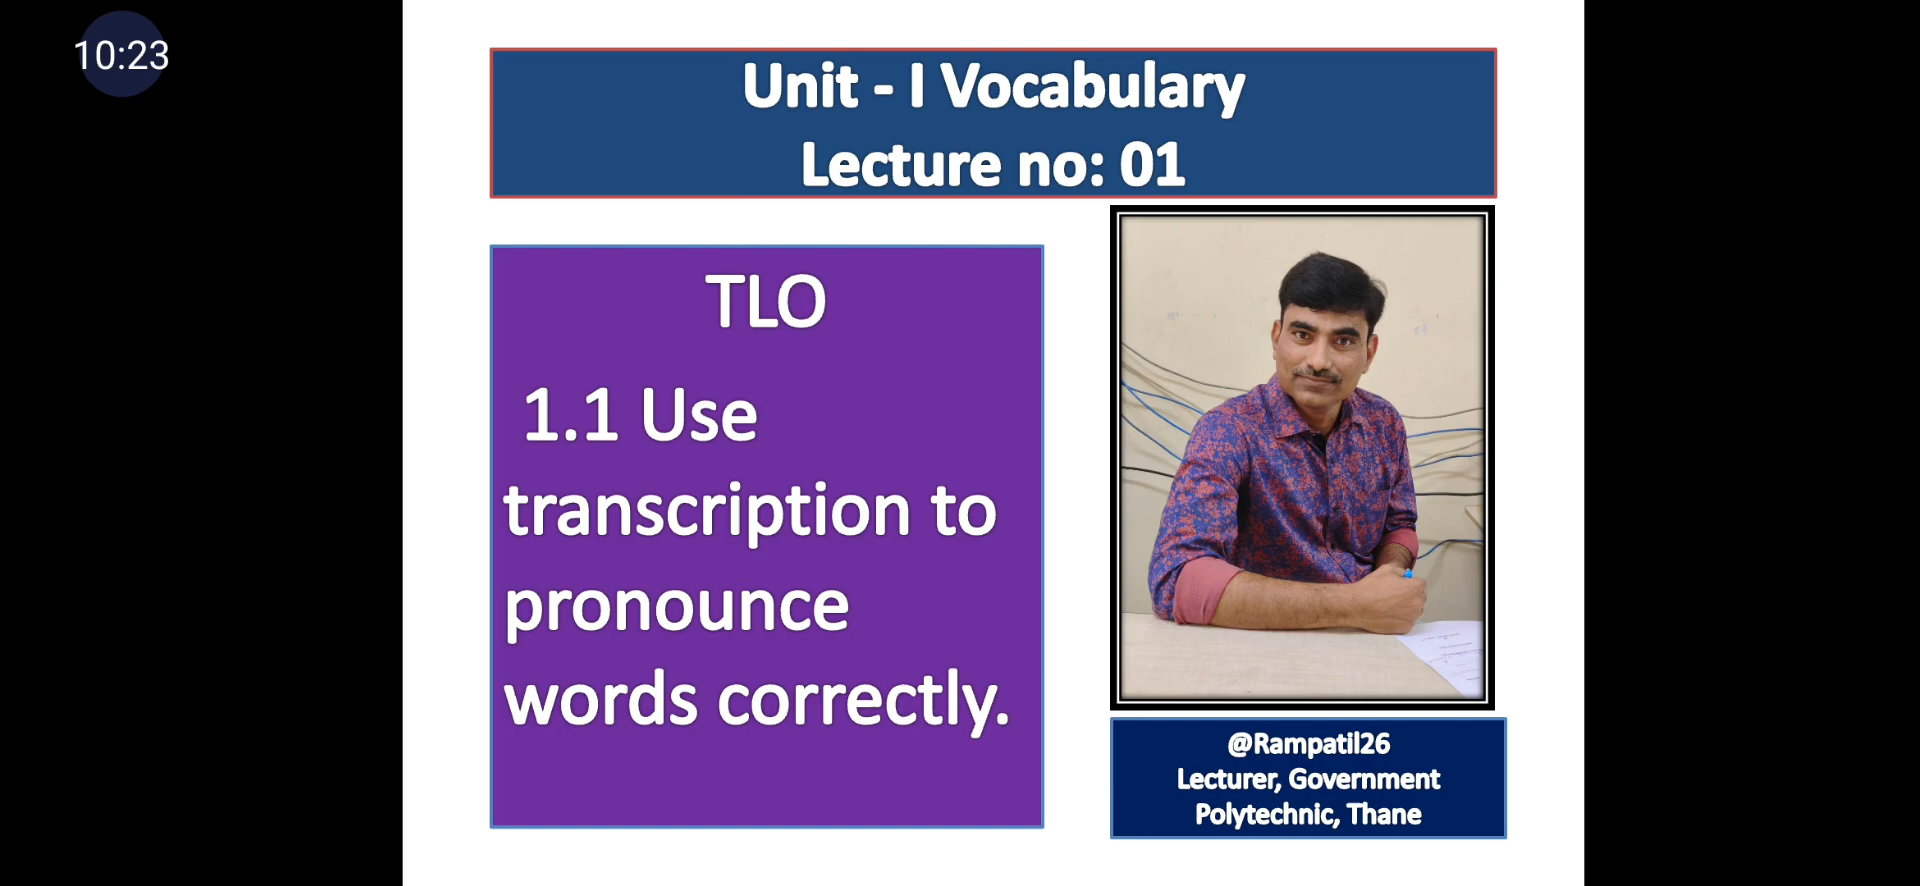 10:23
Unit - I Vocabulary
Lecture no: 01
TLO
1.1 Use
transcription to
pronounce
words correctly.
@Rampatil26
Lecturer, Government
Polytechnic, Thane